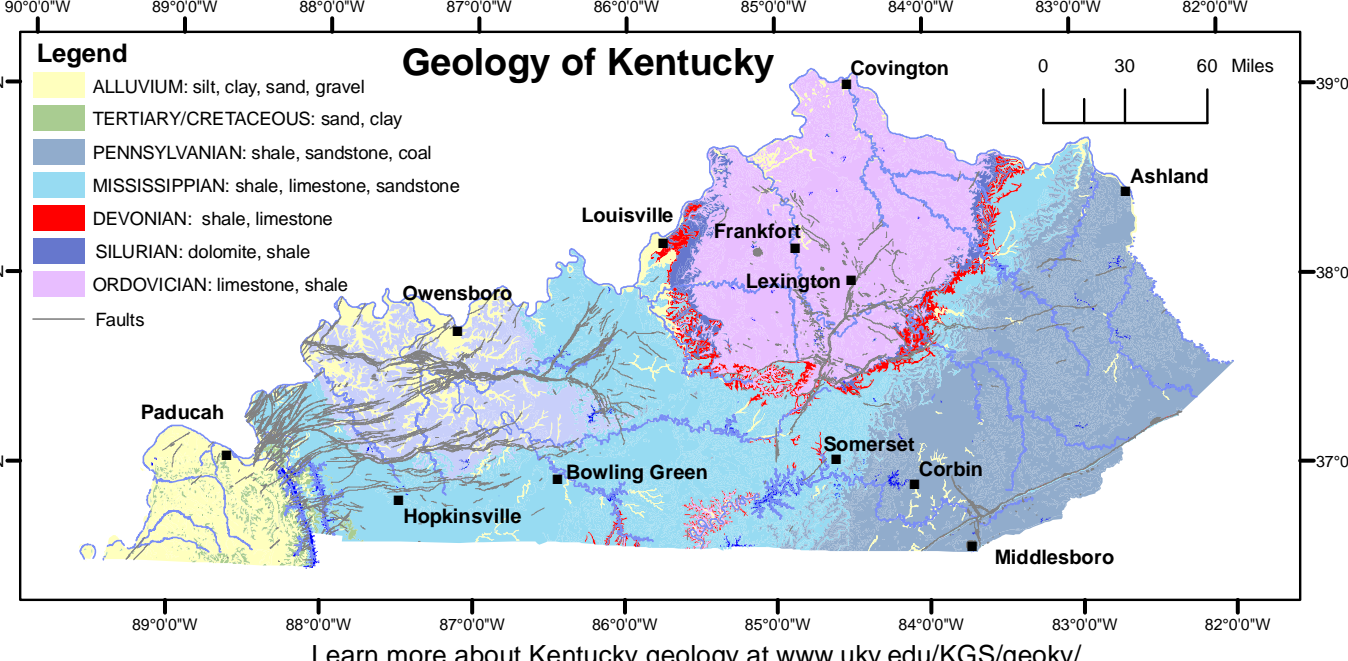 90°0'0"W 89°0'0"W 88°0'0"W 87°0'0"W 86°0'0"W 85°0'0"W 84°0'0"W 83°0'0"W 82°0'0"W
Legend
Geology of Kentucky
ALLUVIUM: silt, clay, sand, gravel
TERTIARY/CRETACEOUS: sand, clay
PENNSYLVANIAN: shale, sandstone, coal
MISSISSIPPIAN: shale, limestone, sandstone
DEVONIAN: shale, limestone
SILURIAN: dolomite, shale
ORDOVICIAN: limestone, shale
Faults
0 30 60 Miles
Covington
39°0
Ashland
Louisville
Frankfort
Lexington
38°0
Owensboro
Paducah
Somerset
Corbin
37°0
Bowling Green
Hopkinsville
Middlesboro
89°0'0"W 88°0'0"W 87°0'0"W 86°0'0"W 85°0'0"W 84°0'0"W 83°0'0"W 82°0'0"W
Learn more about Kentucky geology at www.uky.edu/KGS/geoky/